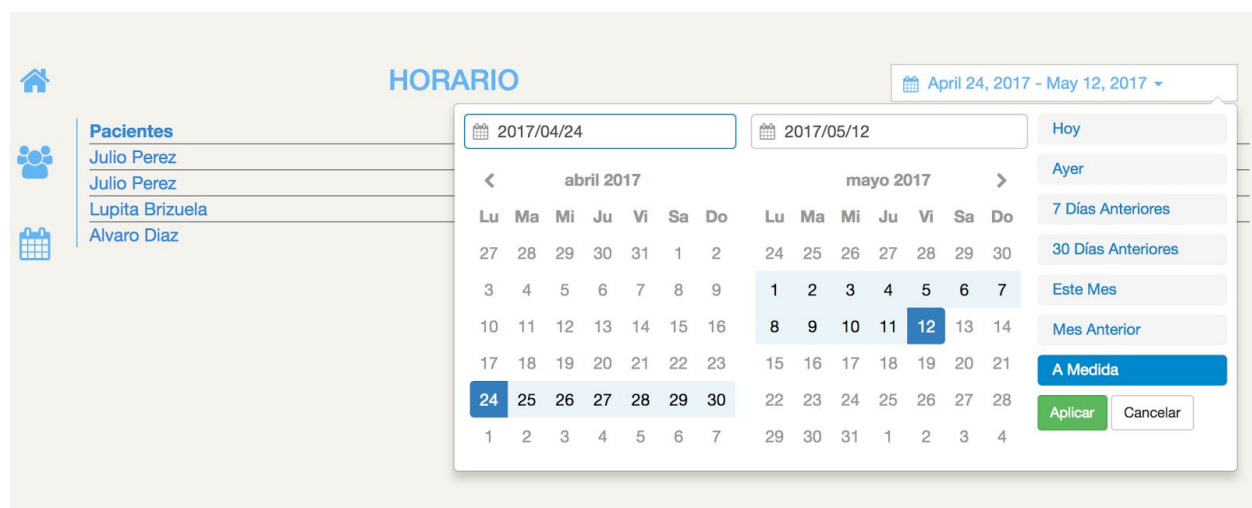 HORARIO
April 24, 2017 - May 12, 2017
Pacientes
Julio Perez
Julio Perez
Lupita Brizuela
Alvaro Diaz
2017/04/24
2017/05/12
abril 2017
Lu Ma Mi Ju Vi Sa Do
27 28 29 30 31 1 2
3 4 5 6 7 8 9
10 11 12 13 14 15 16
17 18 19 20 21 22 23
24 25 26 27 28 29 30
1 2 3 4 5 6 7
mayo 2017
Lu Ma Mi Ju Vi Sa Do
24 25 26 27 28 29 30
1 2 3 4 5 6 7
8 9 10 11 12 13 14
15 16 17 18 19 20 21
22 23 24 25 26 27 28
29 30 31 1 2 3 4
Hoy
Ayer
7 Días Anteriores
30 Días Anteriores
Este Mes
Mes Anterior
A Medida
Aplicar Cancelar